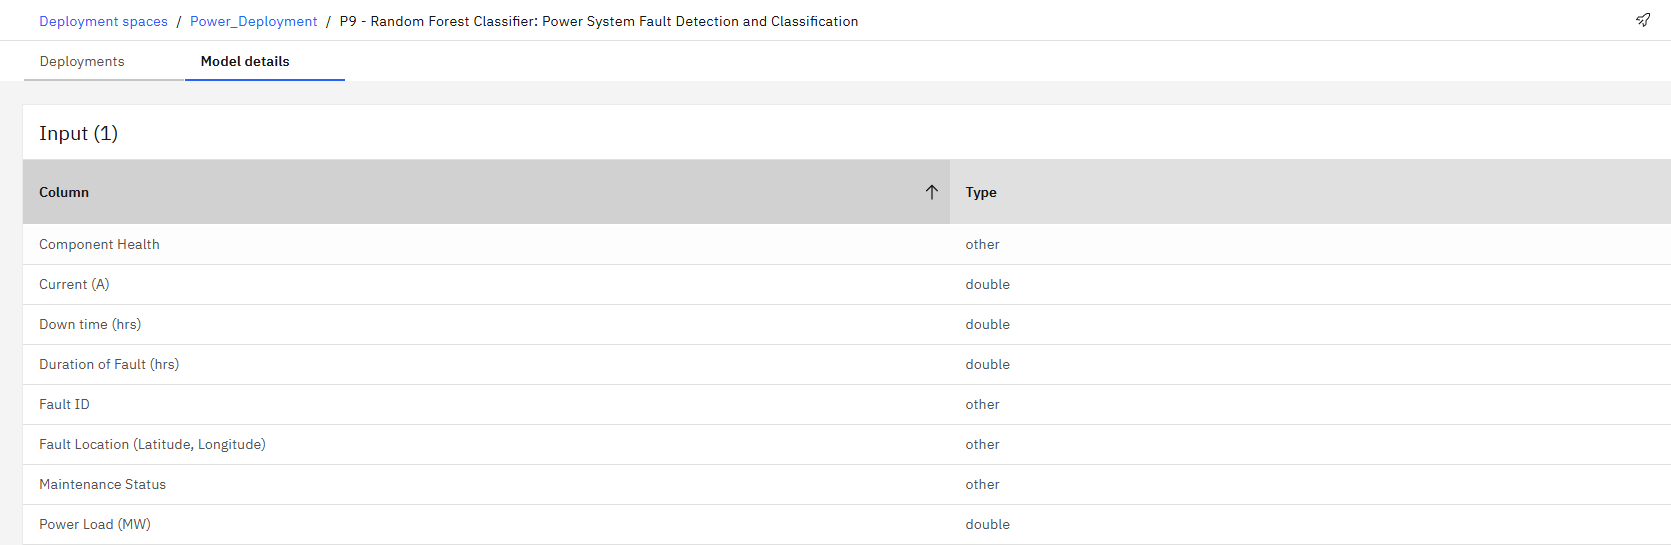 Deployment spaces / Power_Deployment / P9 - Random Forest Classifier: Power System Fault Detection and Classification
Deployments Model details
Input (1)
Column Type
Component Health other
Current (A) double
Down time (hrs) double
Duration of Fault (hrs) double
Fault ID other
Fault Location (Latitude, Longitude) other
Maintenance Status other
Power Load (MW) double